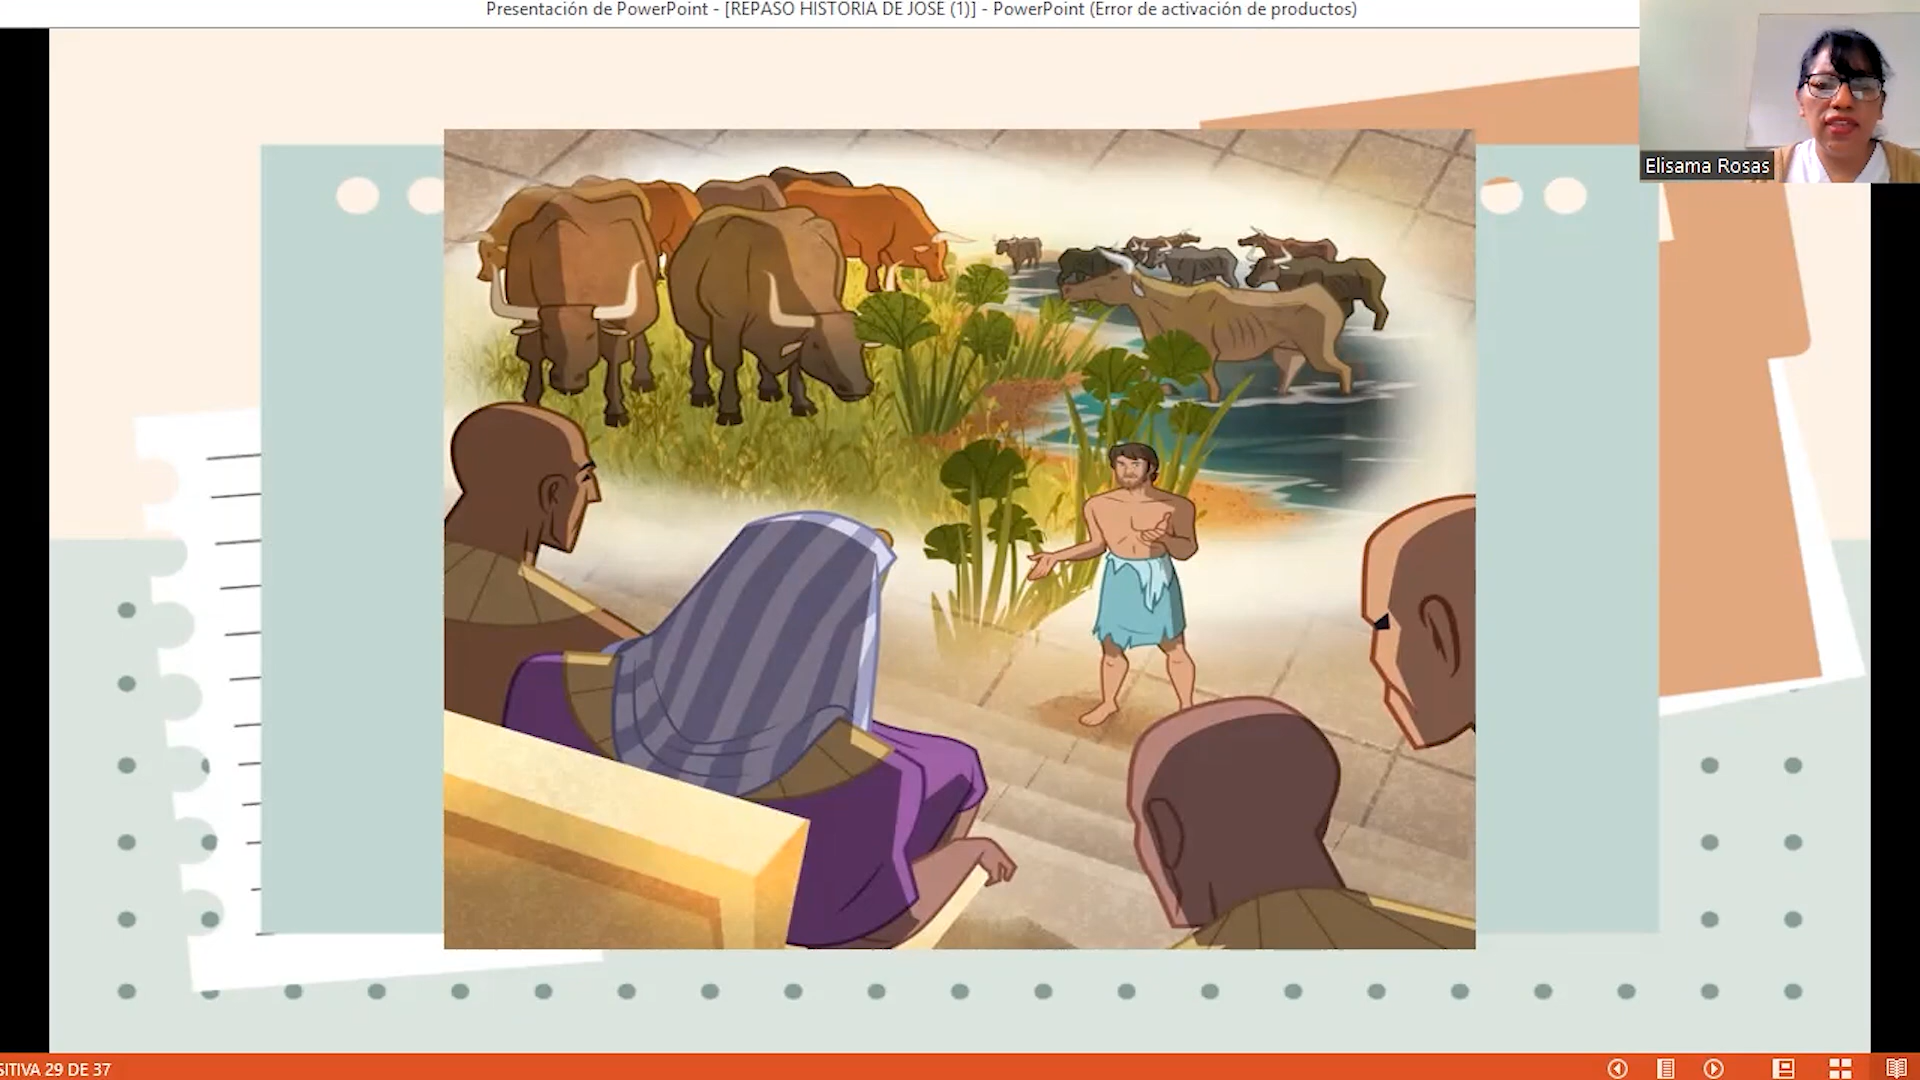 Presentación de PowerPoint - [REPASO HISTORIA DE JOSE (1)] - PowerPoint (Error de activación de productos)
Elisama Rosas
SITIVA 29 DE 37